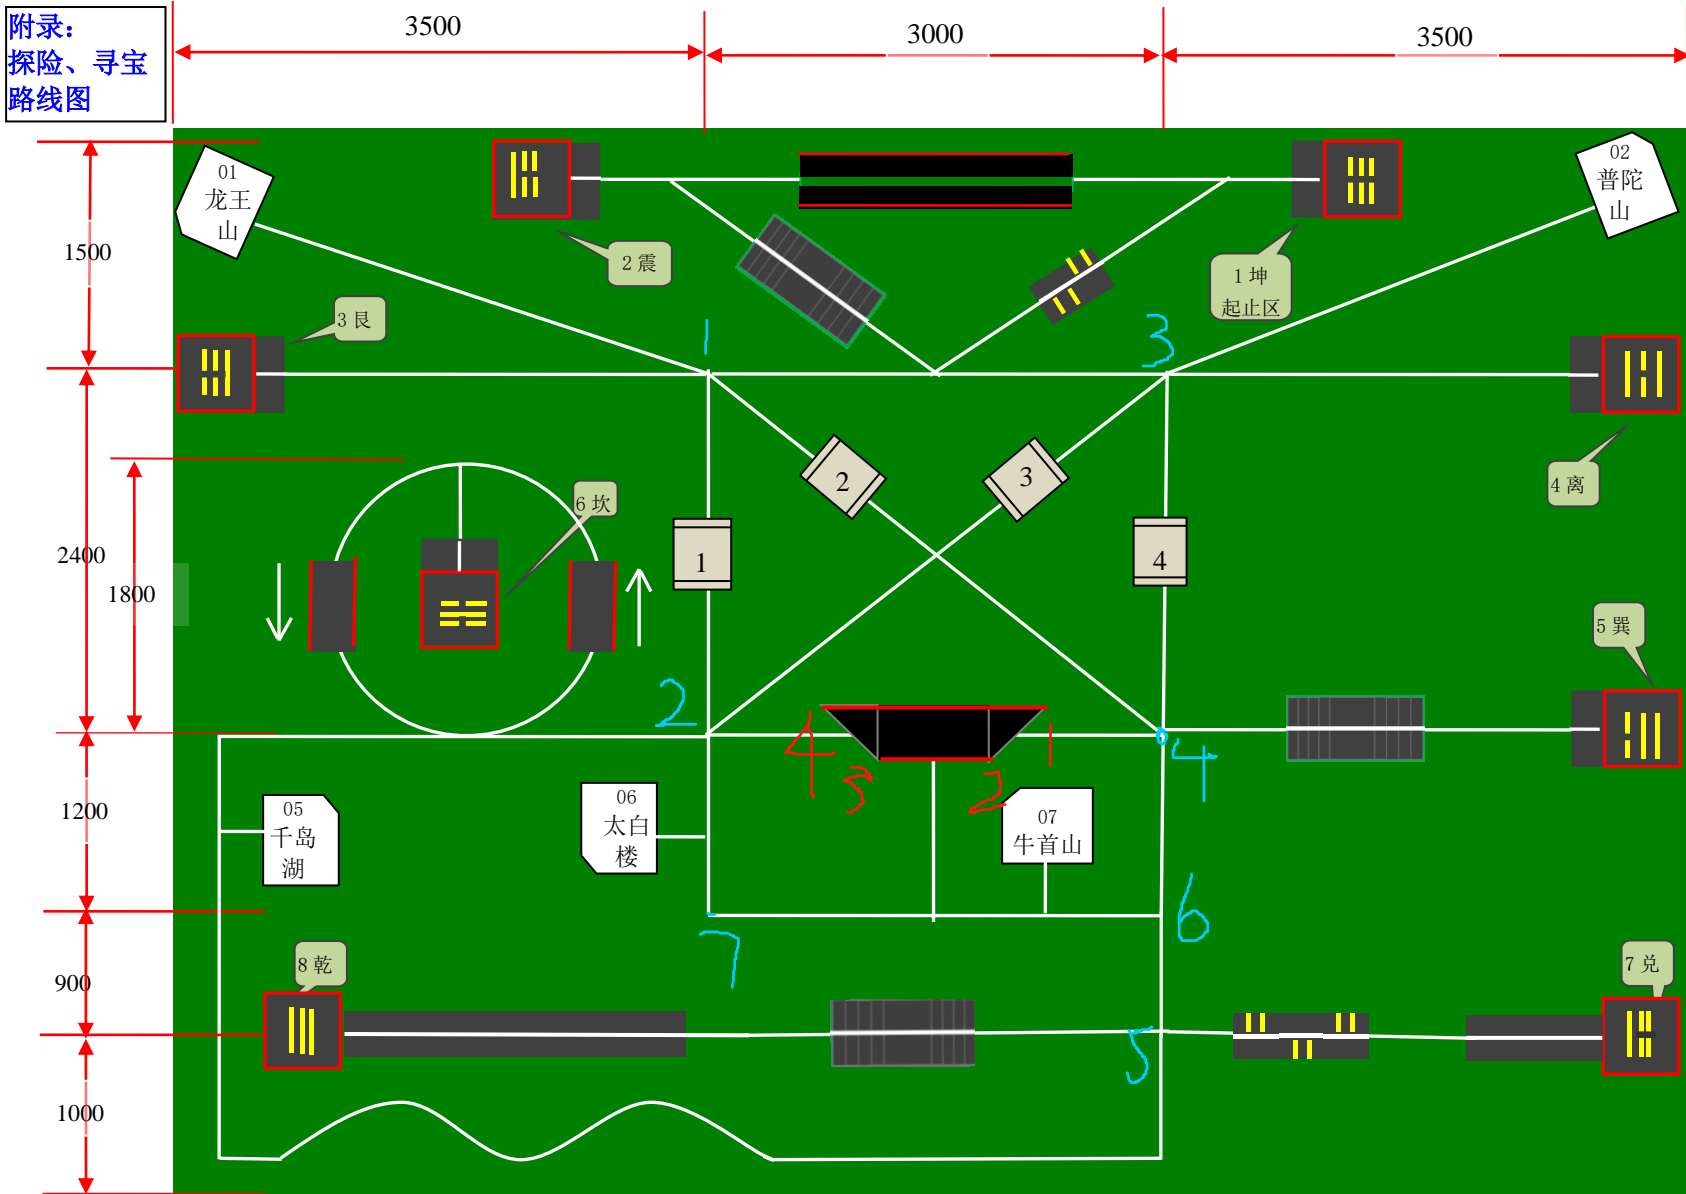 附录：
探险、寻宝
路线图
3500
3000
3500
01
龙王
山
02
普陀
山
2震
1坤
起止区
1500
3艮
1
3
2
3
4离
6坎
2400
1
4
1800
5巽
2
4
1
4
3
2
1200
05
千岛
湖
06
太白
楼
07
牛首山
6
7
8乾
7兑
900
5
1000